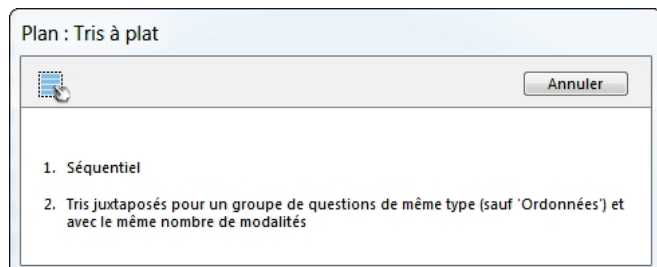 Plan : Tris à plat
Annuler
1. Séquentiel
2. Tris juxtaposés pour un groupe de questions de même type (sauf 'Ordonnées') et
avec le même nombre de modalités